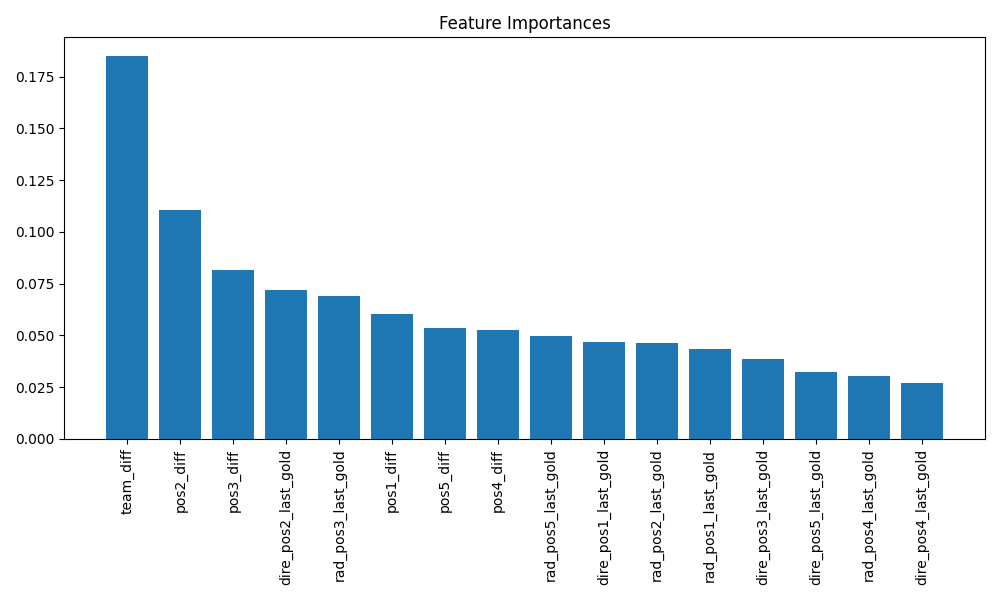 Feature Importances
0.175
0.150
0.125
0.100
0.075
0.050
0.025
0.000
team_diff
pos2_diff
pos3_diff
dire_pos2_last_gold
rad_pos3_last_gold
pos1_diff
pos5_diff
pos4_diff
rad_pos5_last_gold
dire_pos1_last_gold
rad_pos2_last_gold
rad_pos1_last_gold
dire_pos3_last_gold
dire_pos5_last_gold
rad_pos4_last_gold
dire_pos4_last_gold